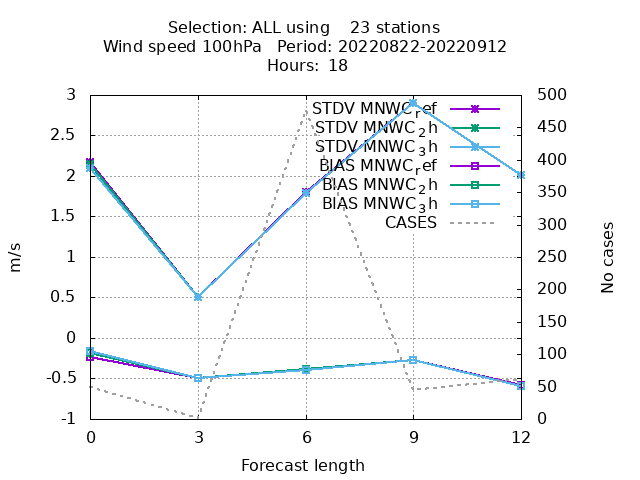 Selection: ALL using    23 stations
Wind speed 100hPa   Period: 20220822-20220912
Hours: 18
STDV MNWC_ref
STDV MNWC_2h
STDV MNWC_3h
BIAS MNWC_ref
BIAS MNWC_2h
BIAS MNWC_3h
CASES
3
2.5
2
1.5
1
0.5
0
-0.5
-1
m/s
500
450
400
350
300
250
200
150
100
50
0
No cases
0 3 6 9 12
Forecast length